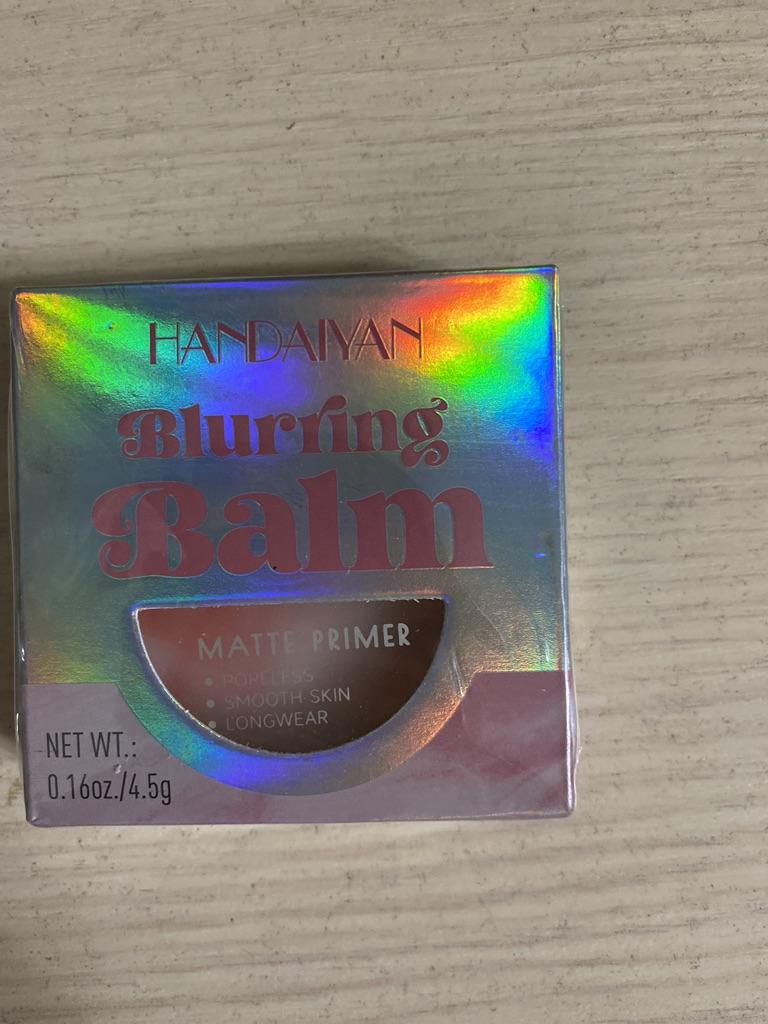 HANDAIYAN
Blurring
Balm
MATTE PRIMER
• PORELESS
• SMOOTH SKIN
• LONGWEAR
NET WT.:
0.16oz./4.5g